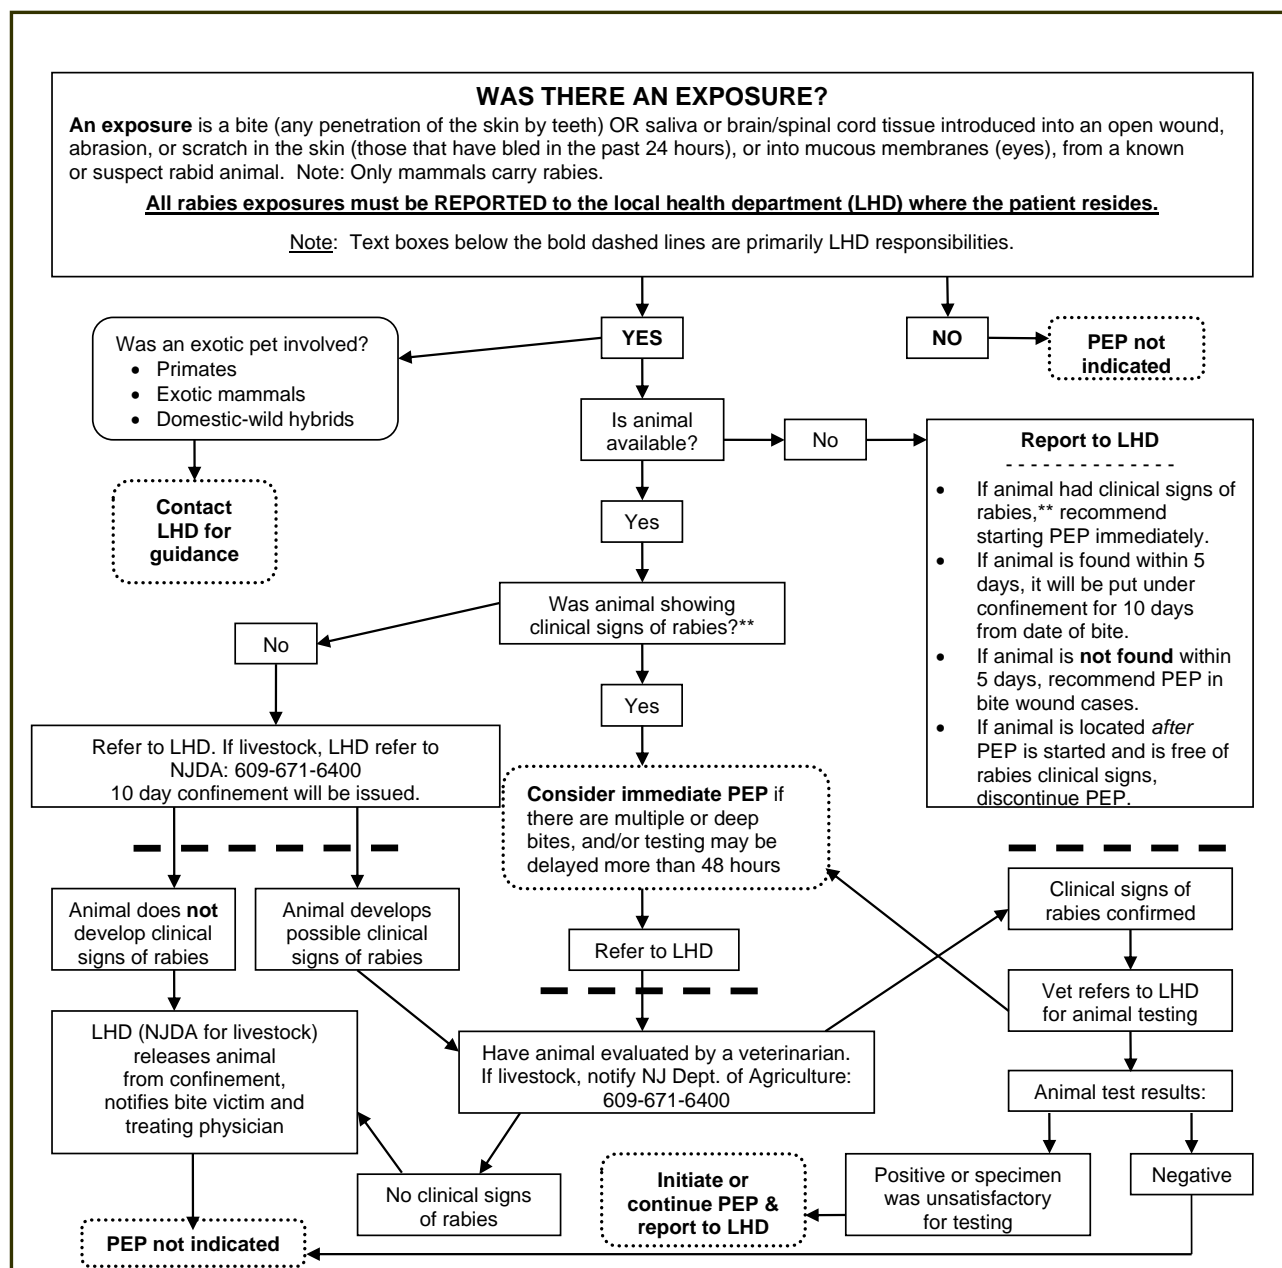 WAS THERE AN EXPOSURE?
An exposure is a bite (any penetration of the skin by teeth) OR saliva or brain/spinal cord tissue introduced into an open wound,
abrasion, or scratch in the skin (those that have bled in the past 24 hours), or into mucous membranes (eyes), from a known
or suspect rabid animal. Note: Only mammals carry rabies.
All rabies exposures must be REPORTED to the local health department (LHD) where the patient resides.
Note: Text boxes below the bold dashed lines are primarily LHD responsibilities.
YES
NO
PEP not
indicated
Was an exotic pet involved?
• Primates
• Exotic mammals
• Domestic-wild hybrids
Contact
LHD for
guidance
Is animal
available?
No
Report to LHD
- - - - - - - - - - - - - - -
• If animal had clinical signs of
rabies,** recommend
starting PEP immediately.
• If animal is found within 5
days, it will be put under
confinement for 10 days
from date of bite.
• If animal is not found within
5 days, recommend PEP in
bite wound cases.
• If animal is located after
PEP is started and is free of
rabies clinical signs,
discontinue PEP.
Yes
Was animal showing
clinical signs of rabies?**
No
Yes
Refer to LHD. If livestock, LHD refer to
NJDA: 609-671-6400
10 day confinement will be issued.
Consider immediate PEP if
there are multiple or deep
bites, and/or testing may be
delayed more than 48 hours
Animal does not
develop clinical
signs of rabies
Animal develops
possible clinical
signs of rabies
Refer to LHD
Clinical signs of
rabies confirmed
Vet refers to LHD
for animal testing
LHD (NJDA for livestock)
releases animal
from confinement,
notifies bite victim and
treating physician
Have animal evaluated by a veterinarian.
If livestock, notify NJ Dept. of Agriculture:
609-671-6400
Animal test results:
No clinical signs
of rabies
Initiate or
continue PEP &
report to LHD
Positive or specimen
was unsatisfactory
for testing
Negative
PEP not indicated